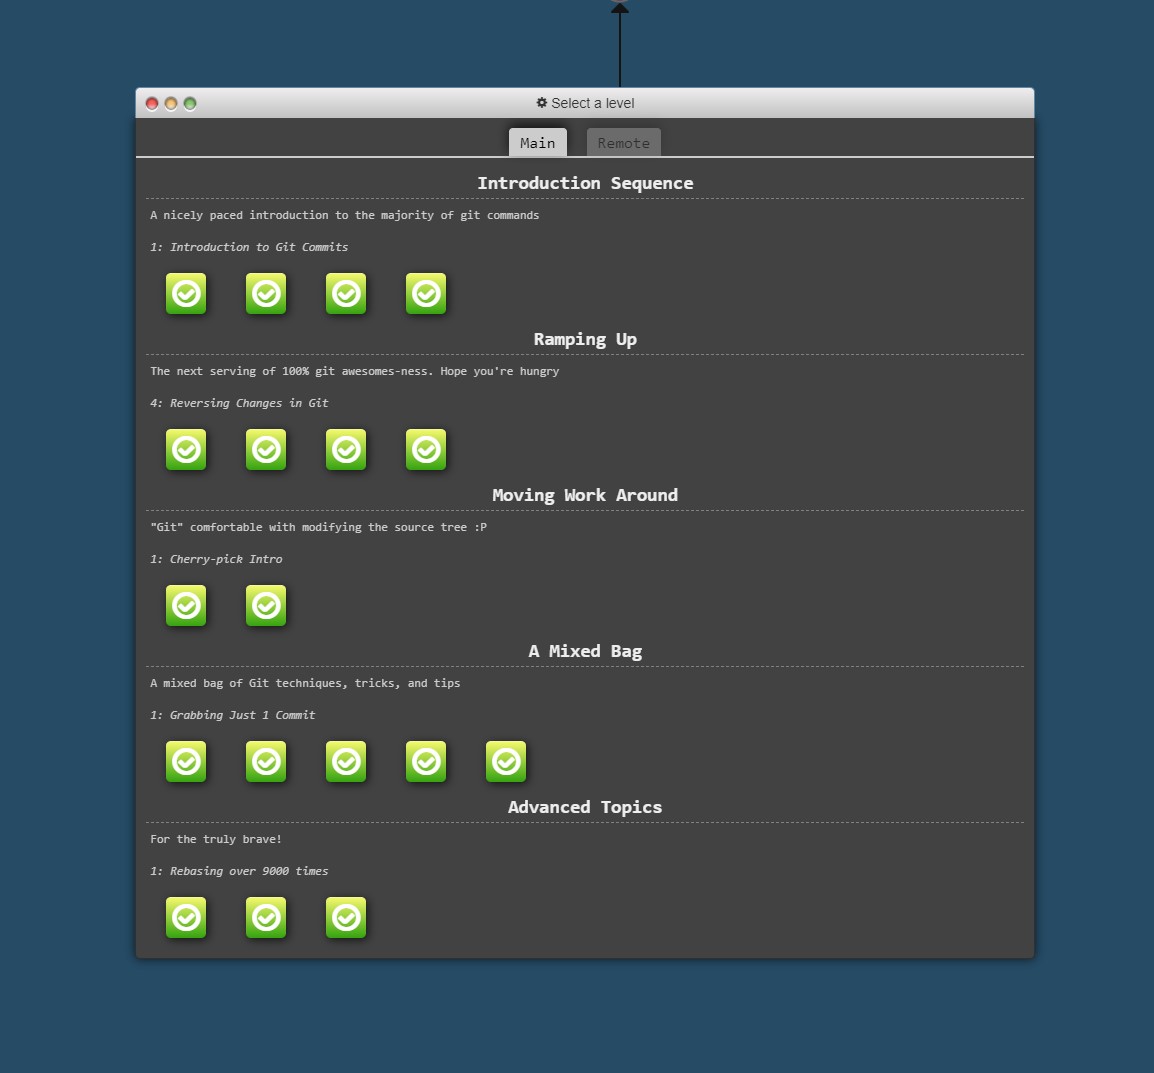 Select a level
Main
Remote
Introduction Sequence
A nicely paced introduction to the majority of git commands
1: Introduction to Git Commits
Ramping Up
The next serving of 100% git awesomes-ness. Hope you're hungry
4: Reversing Changes in Git
Moving Work Around
"Git" comfortable with modifying the source tree :P
1: Cherry-pick Intro
A Mixed Bag
A mixed bag of Git techniques, tricks, and tips
1: Grabbing Just 1 Commit
Advanced Topics
For the truly brave!
1: Rebasing over 9000 times